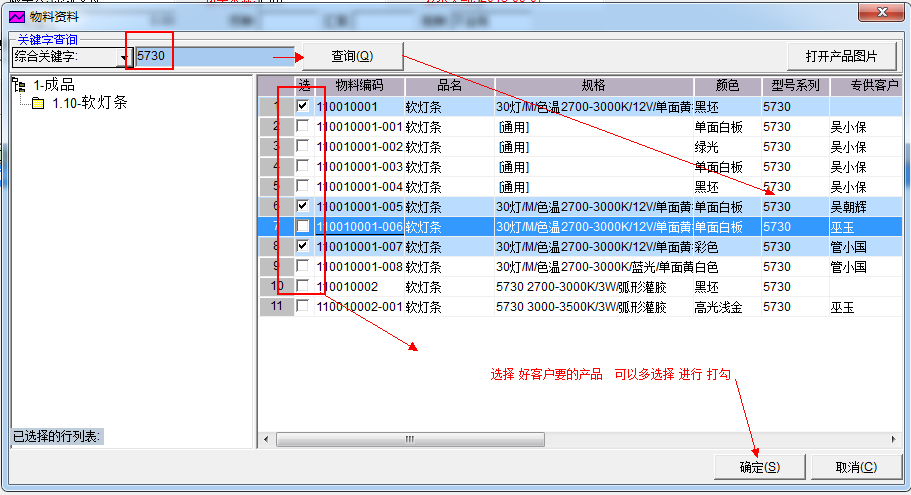 物料资料
关键字查询
综合关键字: 5730 查询(Q) 打开产品图片
1-成品
1.10-软灯条
选 物料编码 品名 规格 颜色 型号系列 专供客户
1 110010001 软灯条 30灯/M/色温2700-3000K/12V/单面黄 黑坯 5730
2 110010001-001 软灯条 [通用] 单面白板 5730 吴小保
3 110010001-002 软灯条 [通用] 绿光 5730 吴小保
4 110010001-003 软灯条 [通用] 单面白板 5730 吴小保
5 110010001-004 软灯条 [通用] 黑坯 5730 吴小保
6 110010001-005 软灯条 30灯/M/色温2700-3000K/12V/单面黄 单面白板 5730 吴朝辉
7 110010001-006 软灯条 30灯/M/色温2700-3000K/12V/单面黄 单面白板 5730 巫玉
8 110010001-007 软灯条 30灯/M/色温2700-3000K/12V/单面黄 彩色 5730 管小国
9 110010001-008 软灯条 30灯/M/色温2700-3000K/蓝光/单面黄 白色 5730 管小国
10 110010002 软灯条 5730 2700-3000K/3W/弧形灌胶 黑坯 5730
11 110010002-001 软灯条 5730 3000-3500K/3W/弧形灌胶 高光浅金 5730 巫玉
选择 好客户要的产品 可以多选择 进行 打勾
已选择的行列表:
确定(S) 取消(C)